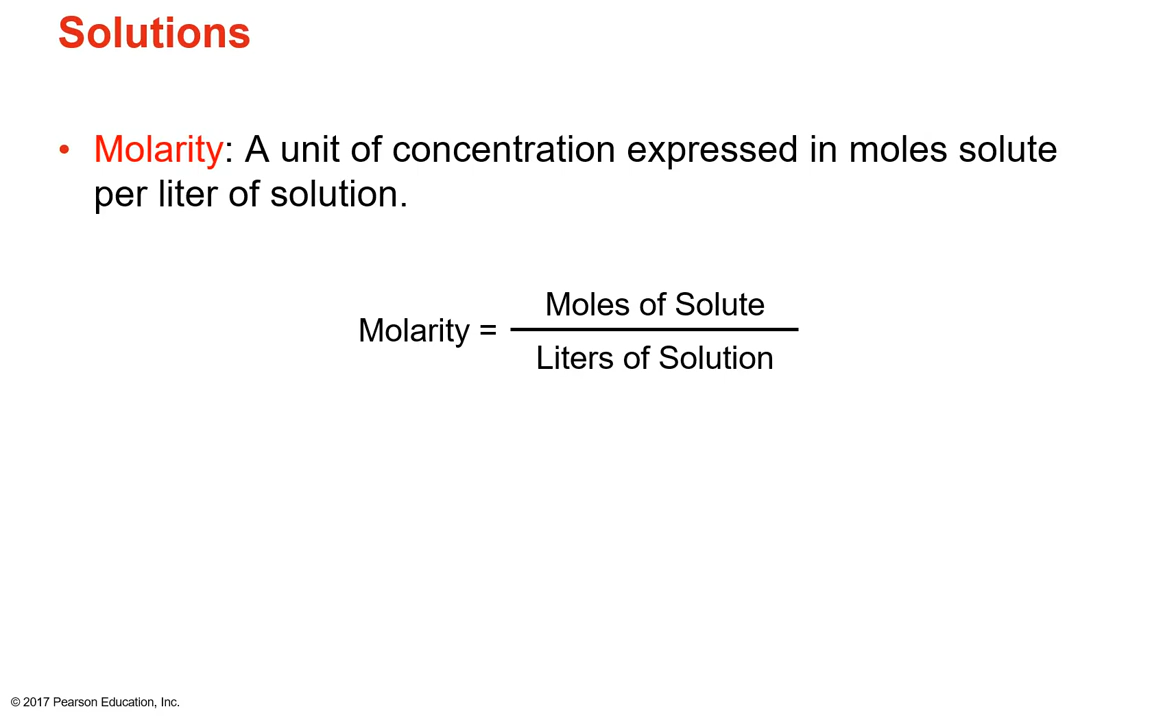 Solutions
• Molarity: A unit of concentration expressed in moles solute
per liter of solution.
Moles of Solute
Molarity =
Liters of Solution
© 2017 Pearson Education, Inc.